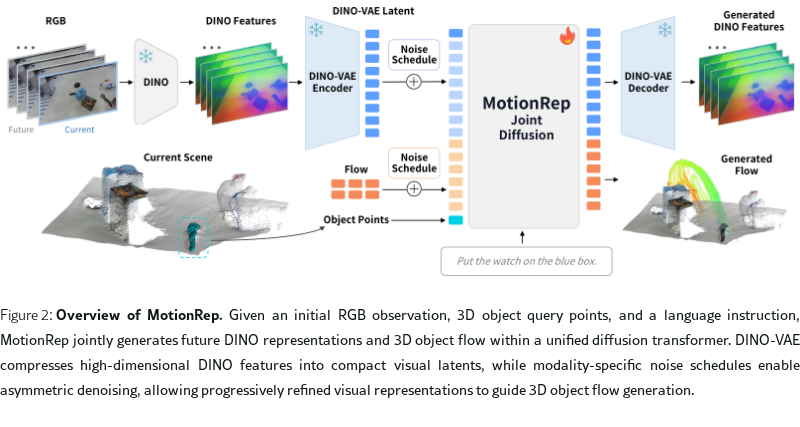 RGB
DINO Features
DINO-VAE Latent
Generated
DINO Features
DINO
DINO-VAE
Encoder
Noise
Schedule
MotionRep
Joint
Diffusion
DINO-VAE
Decoder
Future
Current
Current Scene
Flow
Noise
Schedule
Generated
Flow
Object Points
Put the watch on the blue box.
Figure 2: Overview of MotionRep. Given an initial RGB observation, 3D object query points, and a language instruction,
MotionRep jointly generates future DINO representations and 3D object flow within a unified diffusion transformer. DINO-VAE
compresses high-dimensional DINO features into compact visual latents, while modality-specific noise schedules enable
asymmetric denoising, allowing progressively refined visual representations to guide 3D object flow generation.